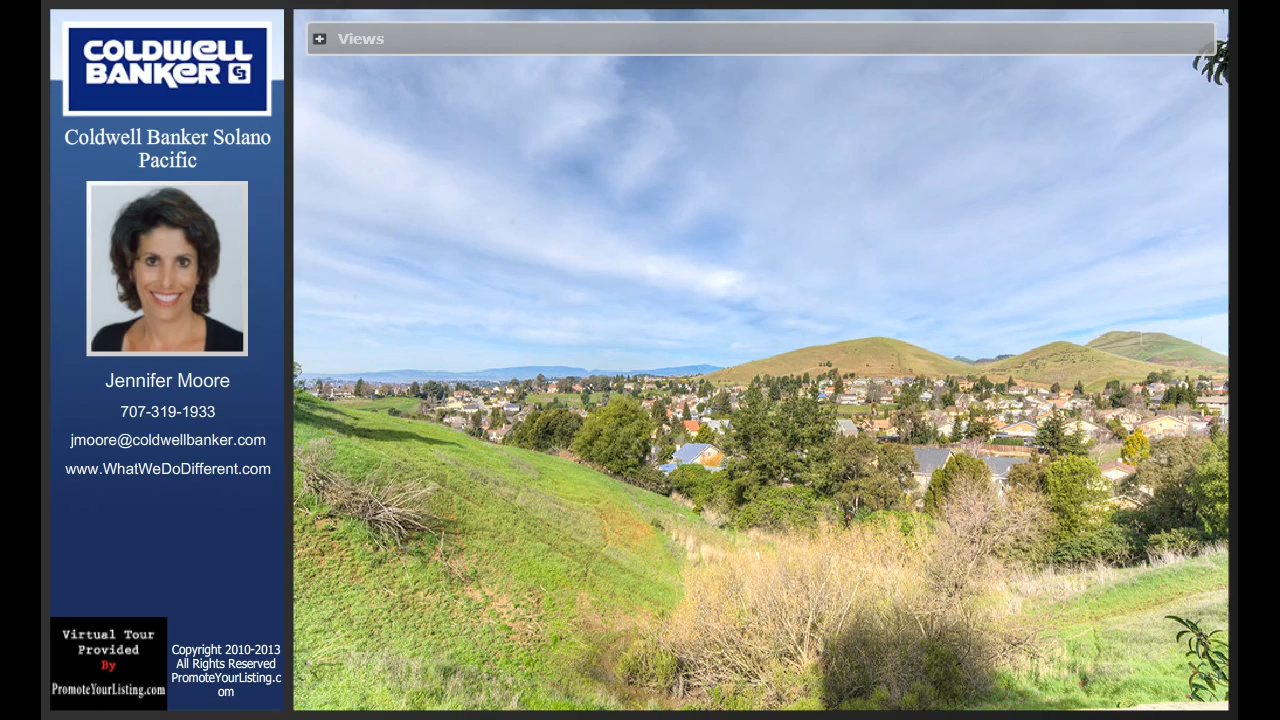 COLDWELL
BANKER CB
Coldwell Banker Solano
Pacific
Jennifer Moore
707-319-1933
jmoore@coldwellbanker.com
www.WhatWeDoDifferent.com
Virtual Tour
Provided
By
PromoteYourListing.com
Copyright 2010-2013
All Rights Reserved
PromoteYourListing.c
om
Views